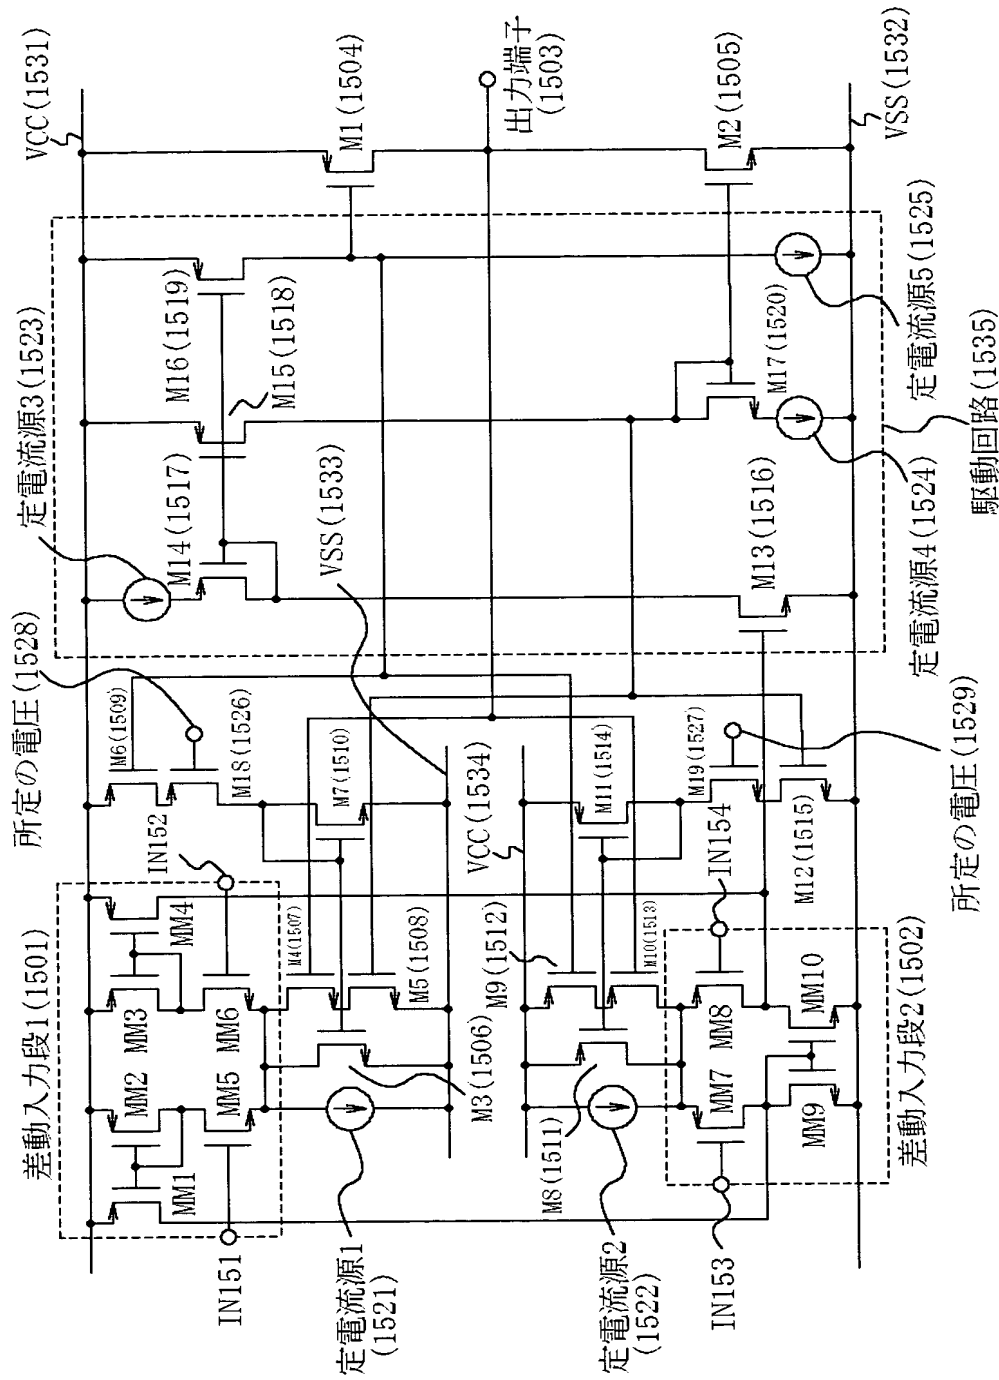 VCC(1531)
M1(1504)
出力端子
(1503)
M2(1505)
VSS(1532)
定電流源3(1523)
M16(1519)
M15(1518)
M14(1517)
VSS(1533)
M17(1520)
M13(1516)
定電流源5(1525)
駆動回路(1535)
定電流源4(1524)
所定の電圧(1528)
M6(1509)
M18(1526)
M7(1510)
VCC(1534)
M11(1514)
M19(1527)
IN154
M12(1515)
所定の電圧(1529)
IN152
差動入力段1(1501)
MM4
MM3
MM6
MM2
MM5
MM1
IN151
M4(1507)
M5(1508)
M3(1506)
定電流源1
(1521)
M9(1512)
M10(1513)
M8(1511)
定電流源2
(1522)
MM8
MM10
MM7
MM9
差動入力段2(1502)
IN153